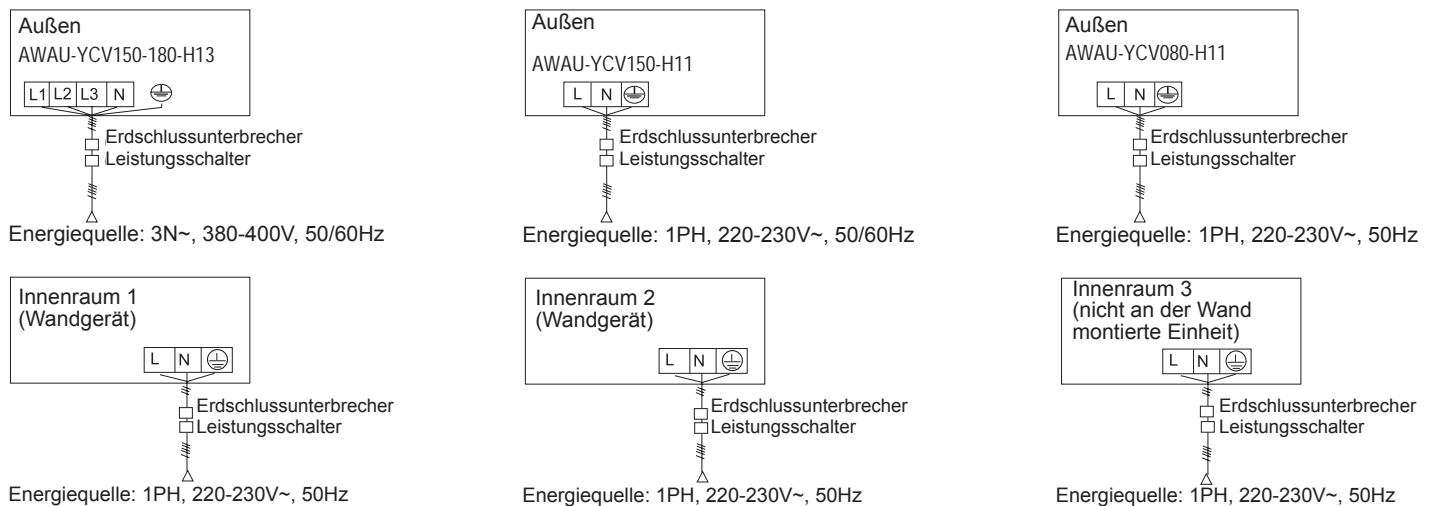 Außen
AWAU-YCV150-180-H13
L1 L2 L3 N
Erdschlussunterbrecher
Leistungsschalter
Energiequelle: 3N~, 380-400V, 50/60Hz
Außen
AWAU-YCV150-H11
L N
Erdschlussunterbrecher
Leistungsschalter
Energiequelle: 1PH, 220-230V~, 50/60Hz
Außen
AWAU-YCV080-H11
L N
Erdschlussunterbrecher
Leistungsschalter
Energiequelle: 1PH, 220-230V~, 50Hz
Innenraum 1
(Wandgerät)
L N
Erdschlussunterbrecher
Leistungsschalter
Energiequelle: 1PH, 220-230V~, 50Hz
Innenraum 2
(Wandgerät)
L N
Erdschlussunterbrecher
Leistungsschalter
Energiequelle: 1PH, 220-230V~, 50Hz
Innenraum 3
(nicht an der Wand
montierte Einheit)
L N
Erdschlussunterbrecher
Leistungsschalter
Energiequelle: 1PH, 220-230V~, 50Hz